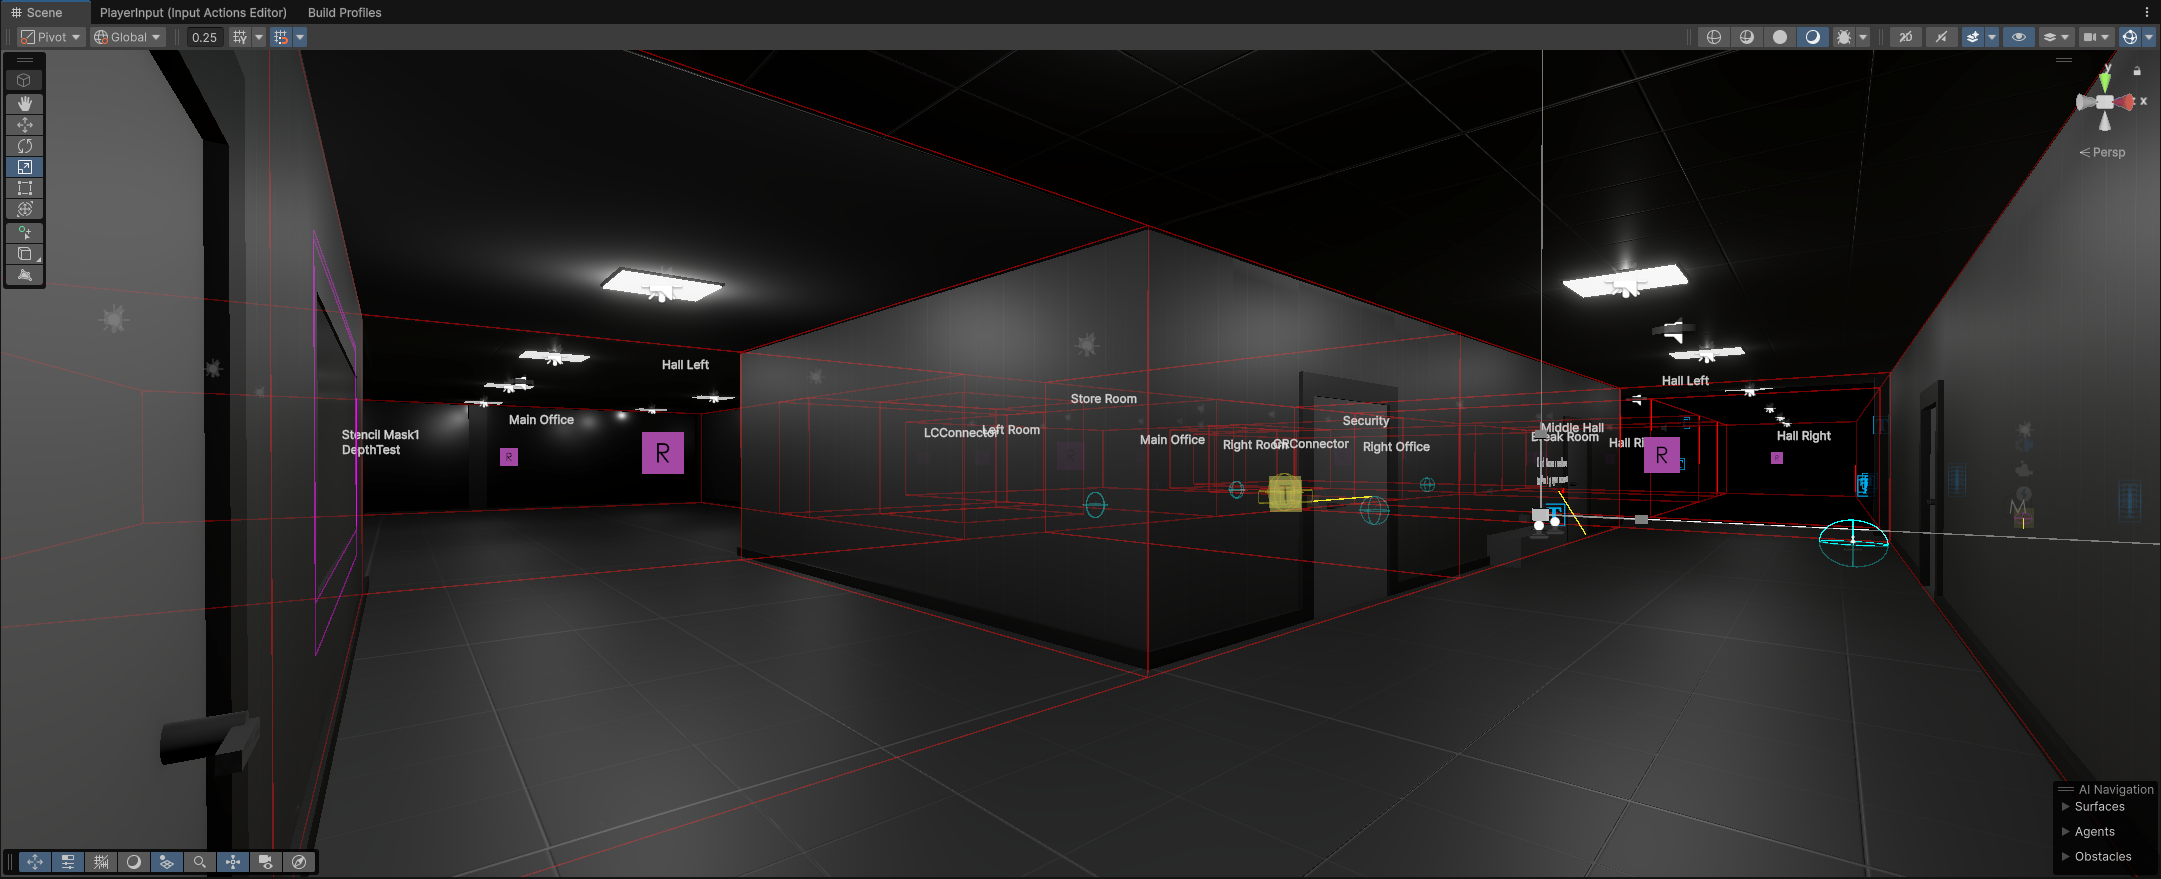 Scene
PlayerInput (Input Actions Editor)
Build Profiles
Pivot
Global
0.25
2D
y
x
Persp
Hall Left
Hall Left
Store Room
Main Office
Security
Middle Hall
Stencil Mask1
LCConnector
Left Room
Main Office
Right Room
CRConnector
Right Office
Break Room
Hall Ri
Hall Right
DepthTest
R
R
R
R
M
AI Navigation
Surfaces
Agents
Obstacles